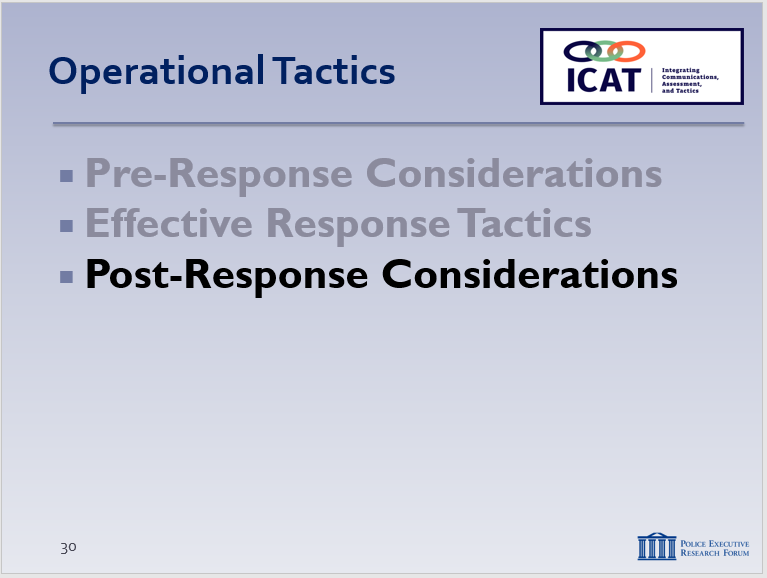 Operational Tactics
ICAT
Integrating
Communications,
Assessment,
and Tactics
Pre-Response Considerations
Effective Response Tactics
Post-Response Considerations
30
Police Executive
Research Forum